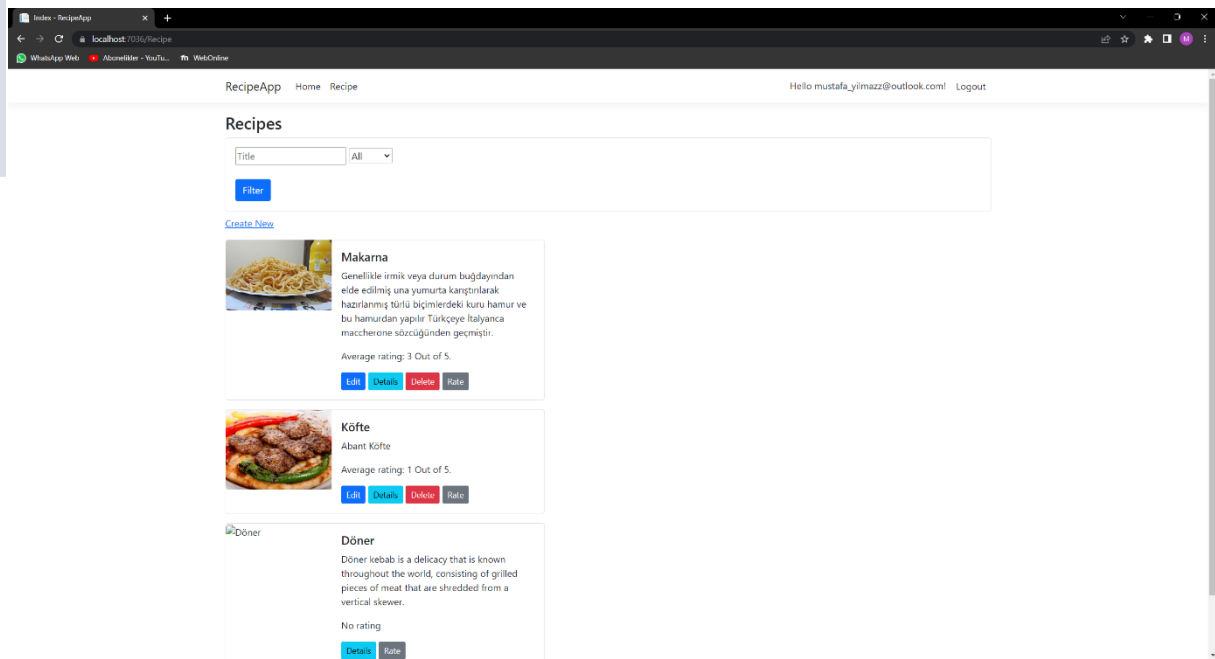 Index - RecipeApp
localhost:7036/Recipe
WhatsApp Web Abonelikler - YouTu... WebOnline
RecipeApp Home Recipe Hello mustafa_yilmazz@outlook.com! Logout
Recipes
Title All
Filter
Create New
Makarna
Genellikle irmik veya durum buğdayından
elde edilmiş una yumurta karıştırılarak
hazırlanmış türlü biçimlerdeki kuru hamur ve
bu hamurdan yapılır Türkçeye İtalyanca
maccherone sözcüğünden geçmiştir.
Average rating: 3 Out of 5.
Edit Details Delete Rate
Köfte
Abant Köfte
Average rating: 1 Out of 5.
Edit Details Delete Rate
Döner
Döner
Döner kebab is a delicacy that is known
throughout the world, consisting of grilled
pieces of meat that are shredded from a
vertical skewer.
No rating
Details Rate